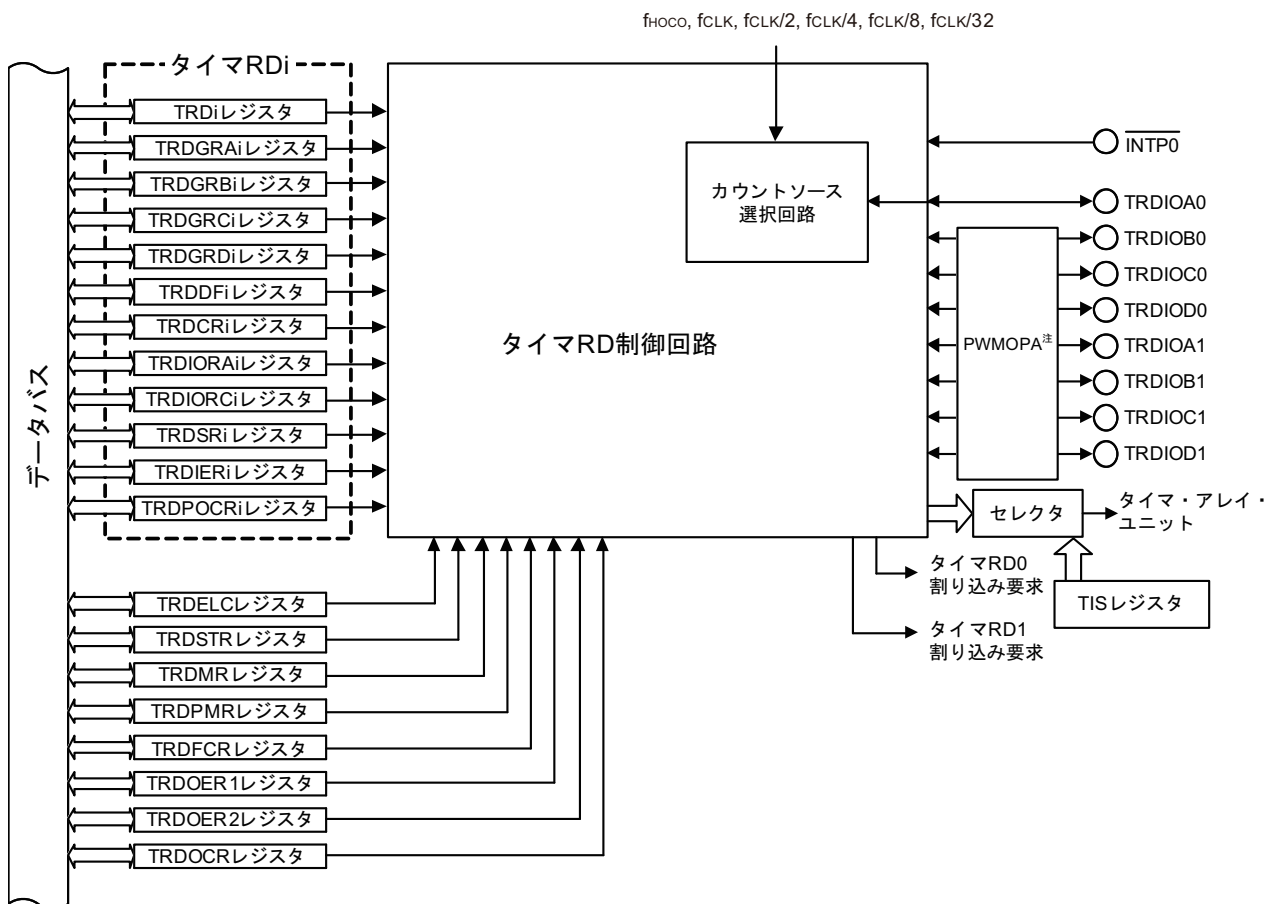 fHOCO, fCLK, fCLK/2, fCLK/4, fCLK/8, fCLK/32
タイマRDi
TRDiレジスタ
TRDGRAiレジスタ
TRDGRBiレジスタ
TRDGRCiレジスタ
TRDGRDiレジスタ
TRDDFiレジスタ
TRDCRiレジスタ
TRDIORAiレジスタ
TRDIORCiレジスタ
TRDSRiレジスタ
TRDIERiレジスタ
TRDPOCRiレジスタ
データバス
カウントソース
選択回路
タイマRD制御回路
INTP0
TRDIOA0
TRDIOB0
TRDIOC0
TRDIOD0
TRDIOA1
TRDIOB1
TRDIOC1
TRDIOD1
PWMOPA注
セレクタ
タイマ・アレイ・
ユニット
TISレジスタ
タイマRD0
割り込み要求
タイマRD1
割り込み要求
TRDELCレジスタ
TRDSTRレジスタ
TRDMRレジスタ
TRDPMRレジスタ
TRDFCRレジスタ
TRDOER1レジスタ
TRDOER2レジスタ
TRDOCRレジスタ